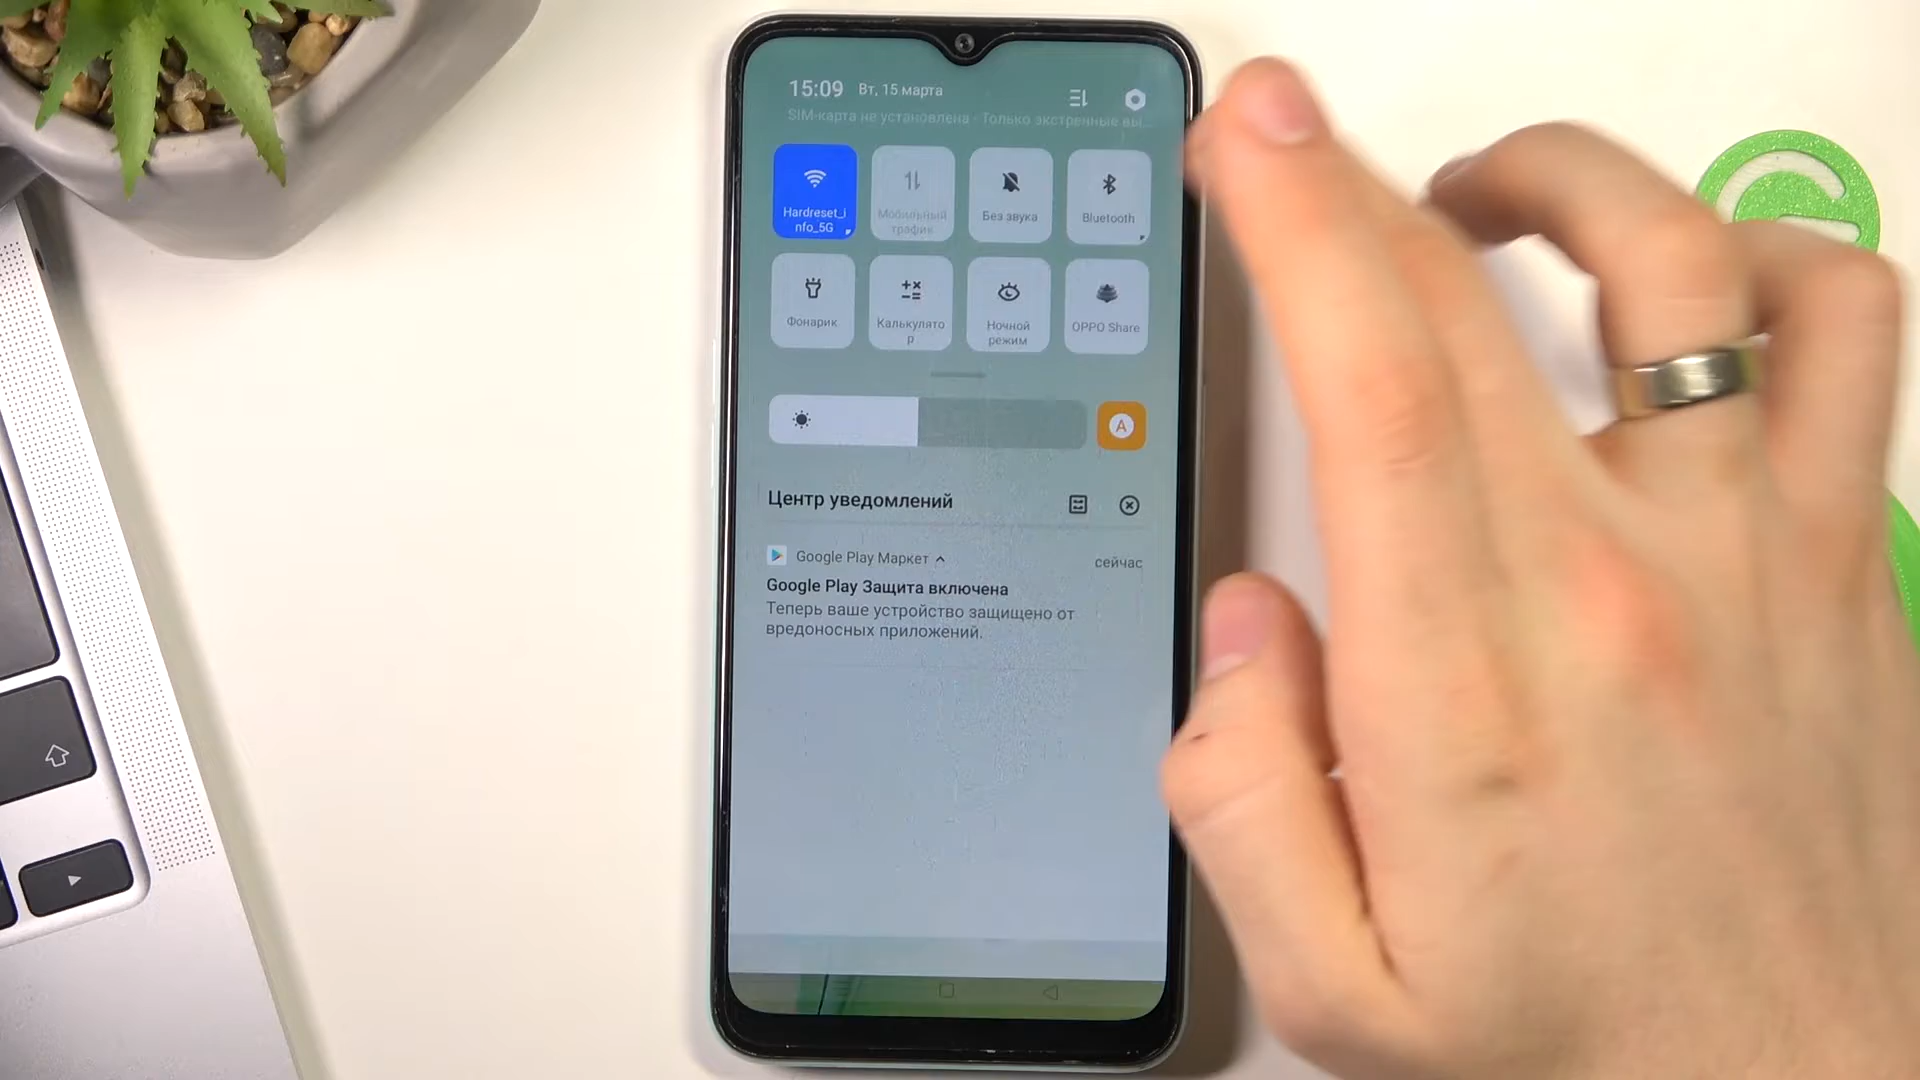 15:09 Вт, 15 марта
SIM-карта не установлена - Только экстренные вы...
Hardreset_i
nfo_5G
Мобильный
трафик
Без звука
Bluetooth
Фонарик
Калькулято
р
Ночной
режим
OPPO Share
A
Центр уведомлений
Google Play Маркет
сейчас
Google Play Защита включена
Теперь ваше устройство защищено от
вредоносных приложений.